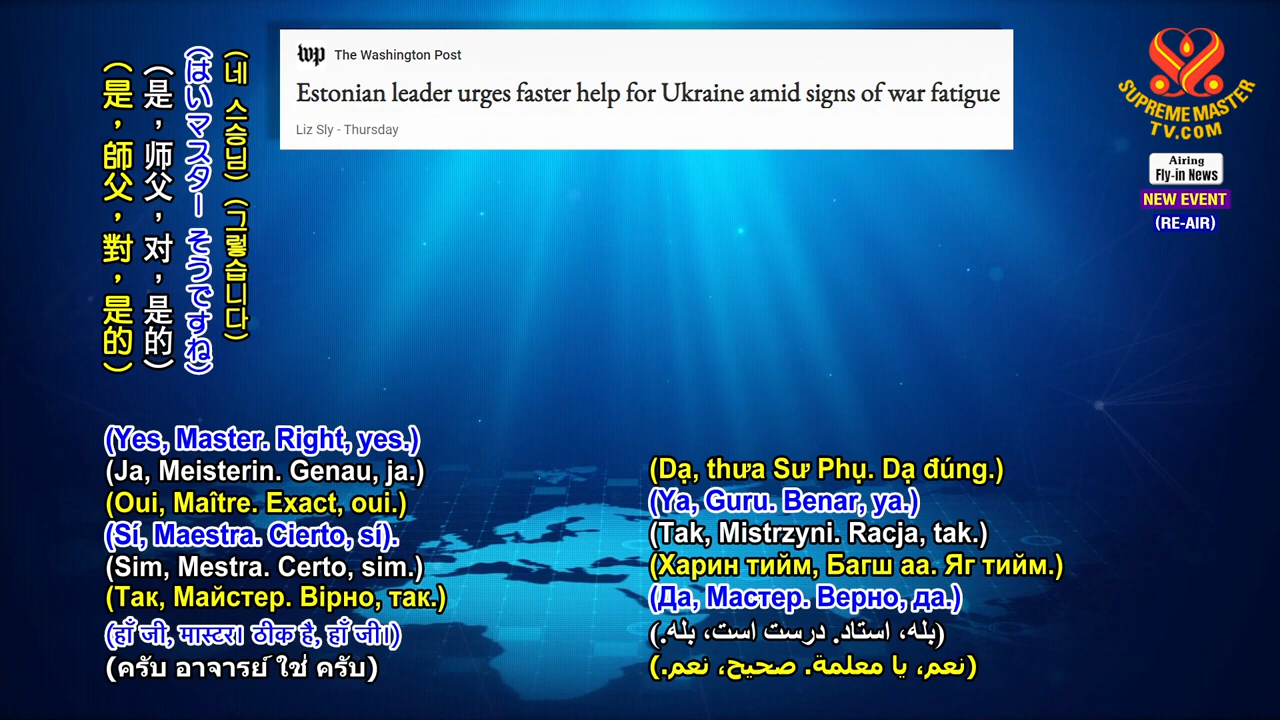 The Washington Post
Estonian leader urges faster help for Ukraine amid signs of war fatigue
Liz Sly - Thursday
SUPREME MASTER
TV.COM
Airing
Fly-in News
NEW EVENT
(RE-AIR)
(네 스승님) (그렇습니다)
(はいマスター そうですね)
(是，师父，对，是的)
(是，師父，對，是的)
(Yes, Master. Right, yes.)
(Ja, Meisterin. Genau, ja.)
(Oui, Maître. Exact, oui.)
(Sí, Maestra. Cierto, sí).
(Sim, Mestra. Certo, sim.)
(Так, Майстер. Вірно, так.)
(हाँ जी, मास्टर। ठीक है, हाँ जी।)
(ครับ อาจารย์ ใช่ ครับ)
(Dạ, thưa Sư Phụ. Dạ đúng.)
(Ya, Guru. Benar, ya.)
(Tak, Mistrzyni. Racja, tak.)
(Харин тийм, Багш аа. Яг тийм.)
(Да, Мастер. Верно, да.)
(بله، استاد. درست است، بله.)
(نعم، يا معلمة. صحيح، نعم.)